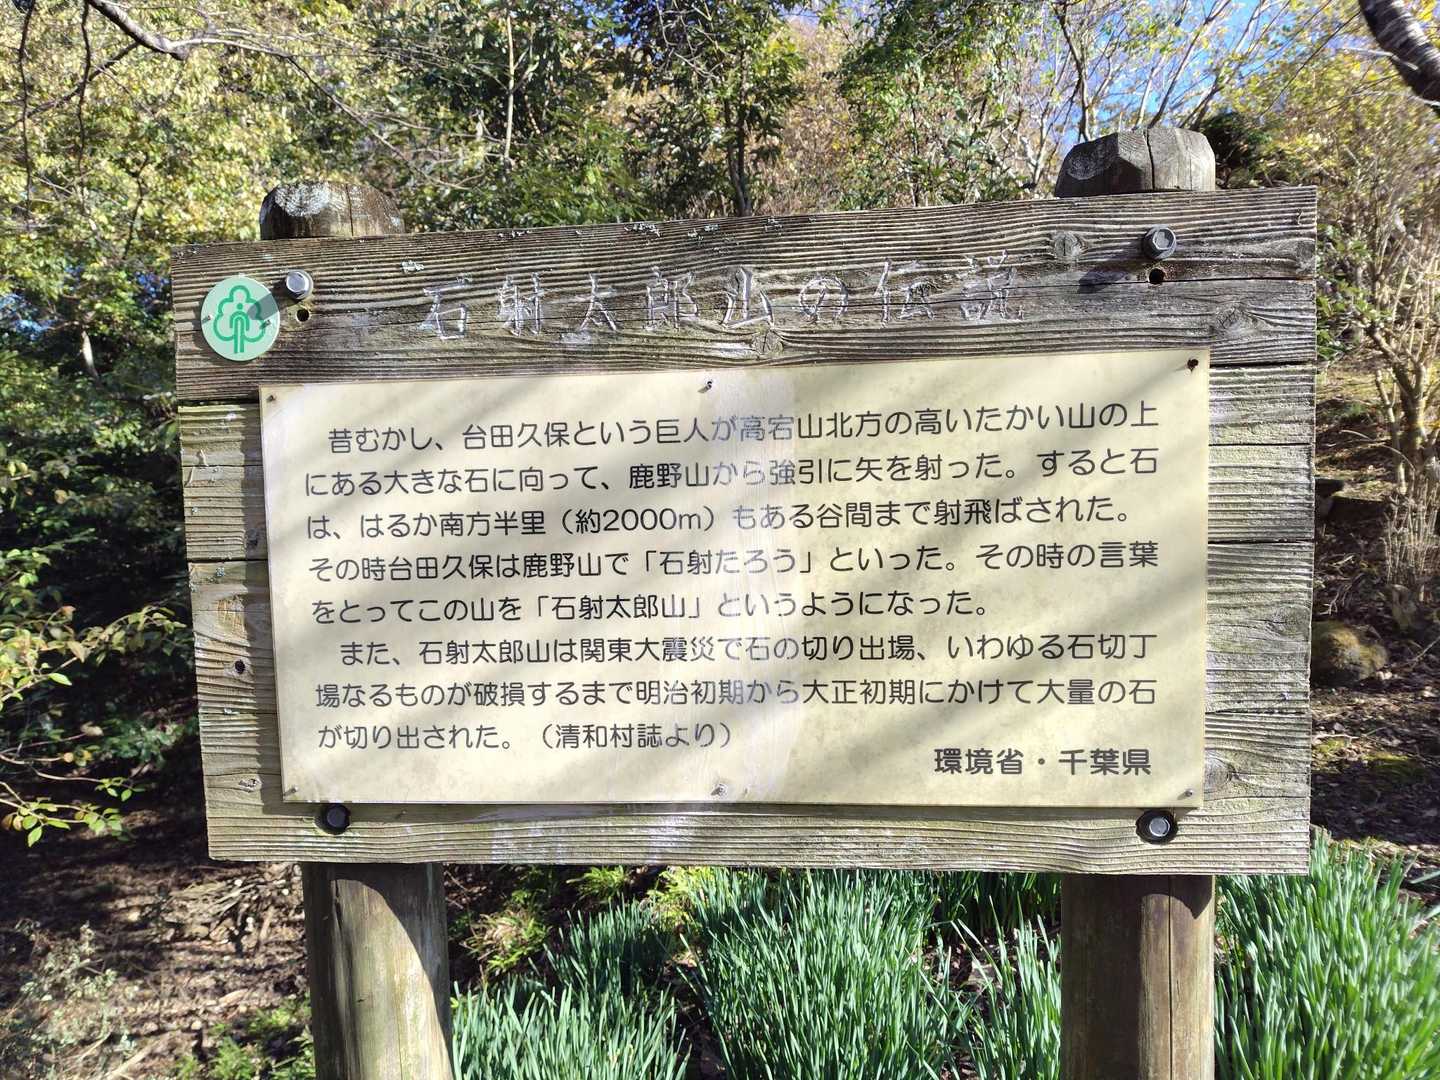 石射太郎山の伝説
昔むかし、台田久保という巨人が高宕山北方の高いたかい山の上
にある大きな石に向って、鹿野山から強引に矢を射った。すると石
は、はるか南方半里（約2000m）もある谷間まで射飛ばされた。
その時台田久保は鹿野山で「石射たろう」といった。その時の言葉
をとってこの山を「石射太郎山」というようになった。
また、石射太郎山は関東大震災で石の切り出場、いわゆる石切丁
場なるものが破損するまで明治初期から大正初期にかけて大量の石
が切り出された。（清和村誌より）
環境省・千葉県